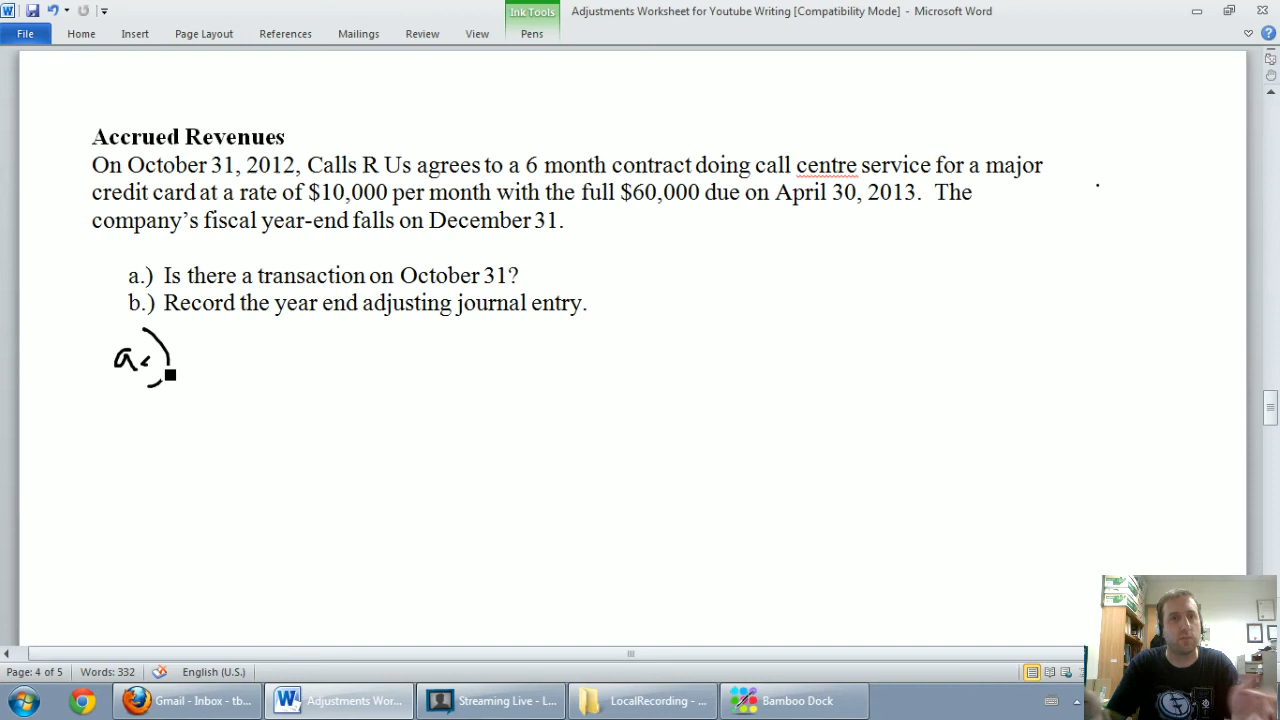 Ink Tools
Adjustments Worksheet for Youtube Writing [Compatibility Mode] - Microsoft Word
File Home Insert Page Layout References Mailings Review View Pens
Accrued Revenues
On October 31, 2012, Calls R Us agrees to a 6 month contract doing call centre service for a major
credit card at a rate of $10,000 per month with the full $60,000 due on April 30, 2013. The
company's fiscal year-end falls on December 31.
a.) Is there a transaction on October 31?
b.) Record the year end adjusting journal entry.
a.)
Page: 4 of 5 Words: 332 English (U.S.)
Gmail - Inbox - tb... Adjustments Wor... Streaming Live - L... LocalRecording - ... Bamboo Dock